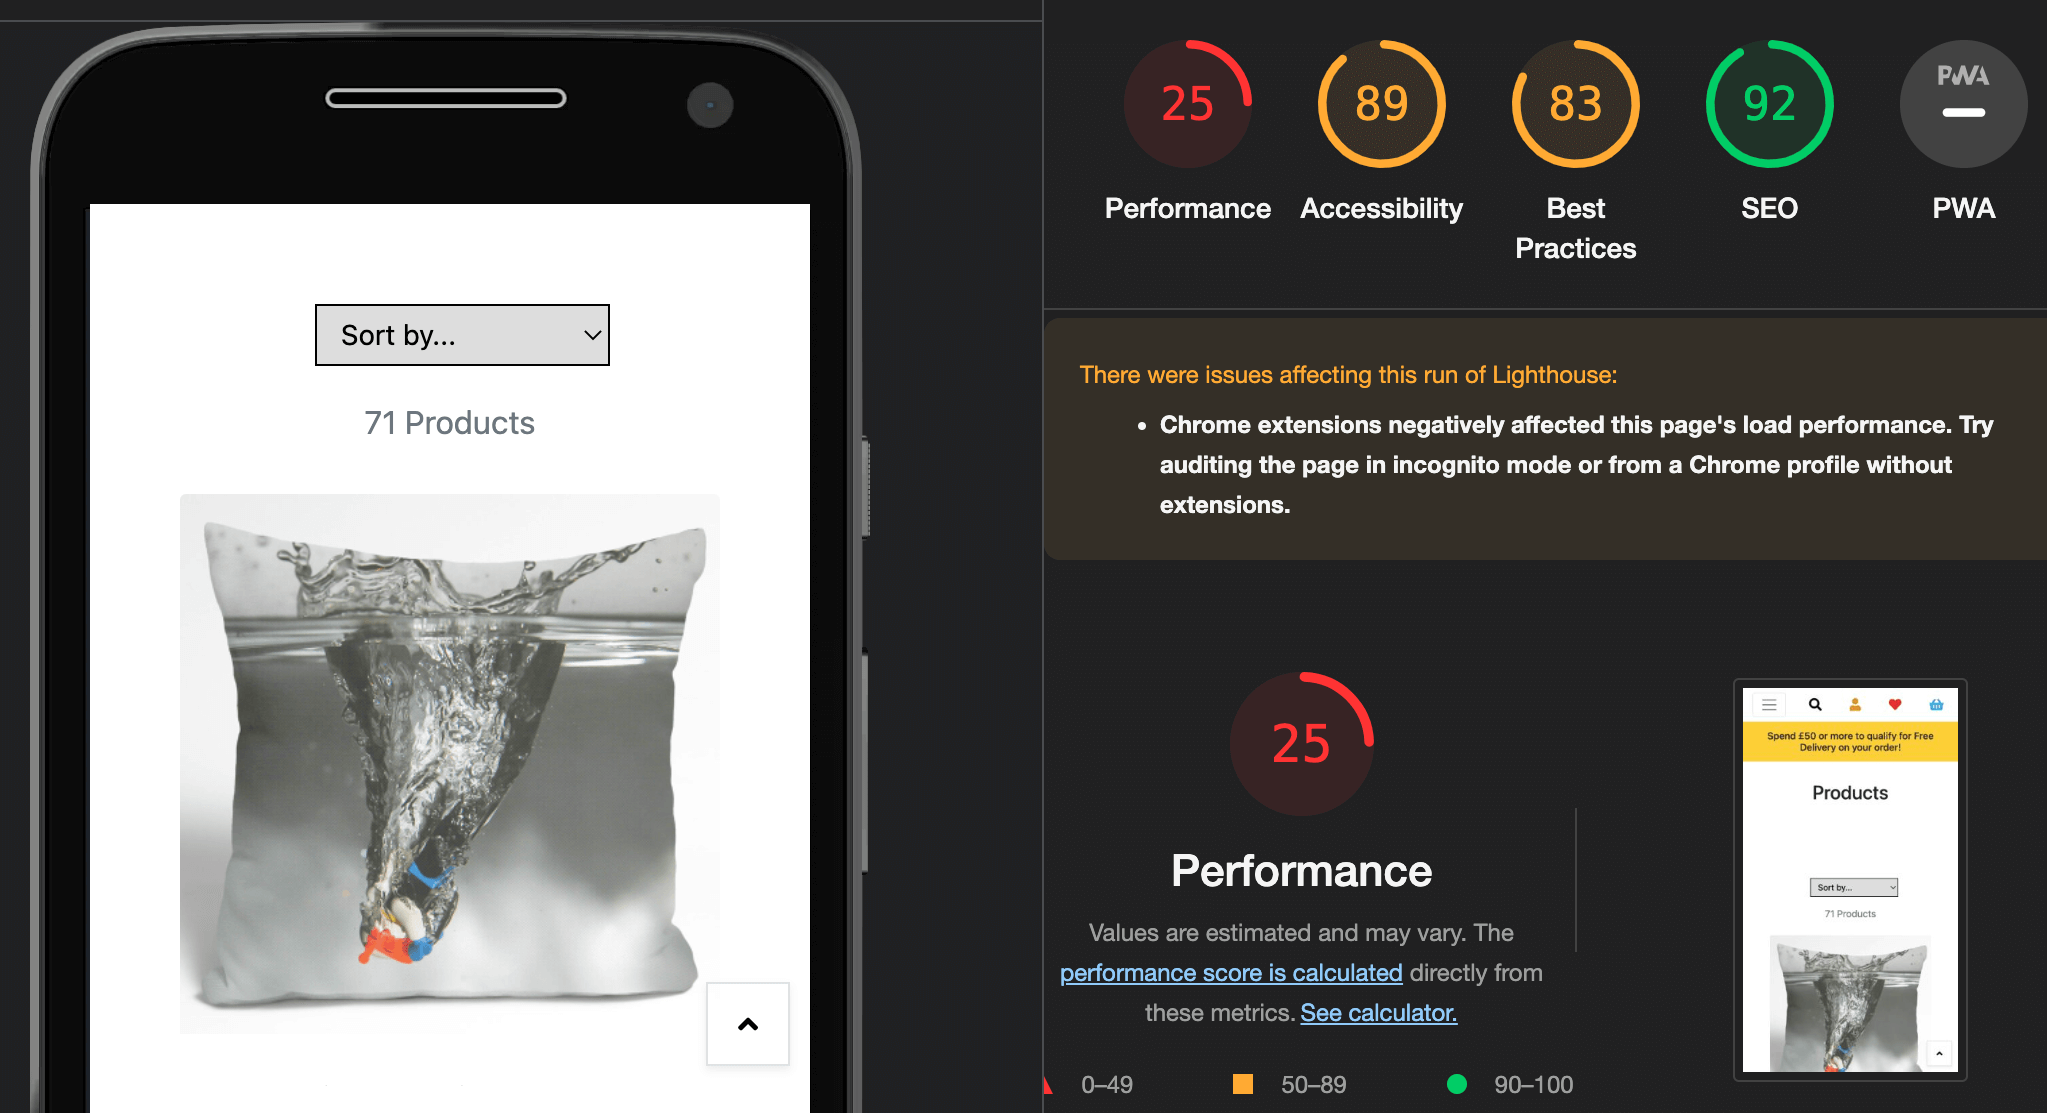 Sort by...
71 Products
25
89
83
92
PWA
Performance
Accessibility
Best
Practices
SEO
PWA
There were issues affecting this run of Lighthouse:
Chrome extensions negatively affected this page's load performance. Try
auditing the page in incognito mode or from a Chrome profile without
extensions.
25
Performance
Values are estimated and may vary. The
performance score is calculated directly from
these metrics. See calculator.
0–49
50–89
90–100
Spend £50 or more to qualify for Free
Delivery on your order!
Products
Sort by...
71 Products